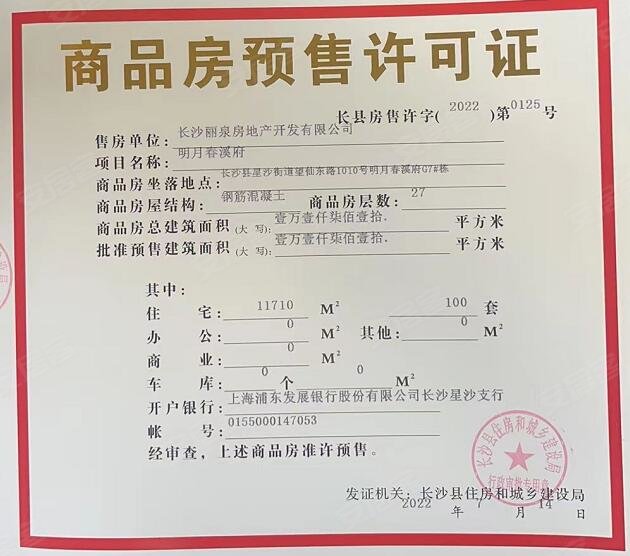 商品房预售许可证
长县房售许字( 2022 )第0125号
售房单位: 长沙丽泉房地产开发有限公司
项目名称: 明月春溪府
商品房坐落地点: 长沙县星沙街道望仙东路1010号明月春溪府G7#栋
商品房屋结构: 钢筋混凝土 商品房层数: 27
商品房总建筑面积 (大 写): 壹万壹仟柒佰壹拾. 平方米
批准预售建筑面积 (大 写): 壹万壹仟柒佰壹拾. 平方米
其中:
住 宅: 11710 M² 100 套
办 公: 0 M² 其他: 0 M²
商 业: 0 M²
车 库: 0 个 0 M²
开户银行: 上海浦东发展银行股份有限公司长沙星沙支行
帐 号: 0155000147053
经审查, 上述商品房准许预售。
长沙县住房和城乡建设局
行政审批专用章
发证机关: 长沙县住房和城乡建设局
2022 年 7 月 14 日